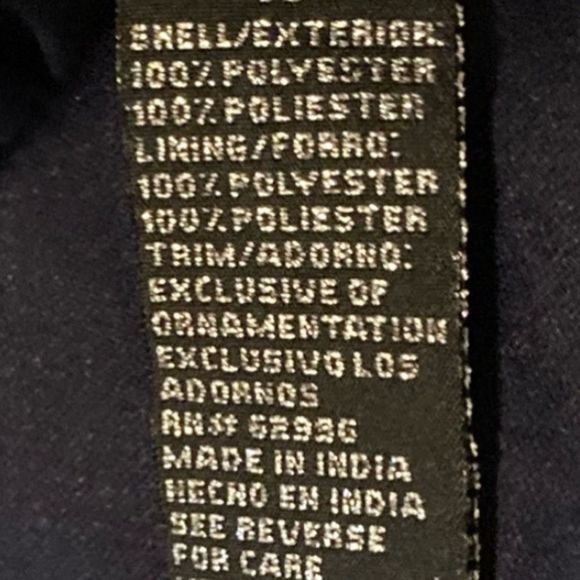 SHELL/EXTERIOR:
100% POLYESTER
100% POLIESTER
LINING/FORRO:
100% POLYESTER
100% POLIESTER
TRIM/ADORNO:
EXCLUSIVE OF
ORNAMENTATION
EXCLUSIVO LOS
ADORNOS
RN# 62936
MADE IN INDIA
HECHO EN INDIA
SEE REVERSE
FOR CARE